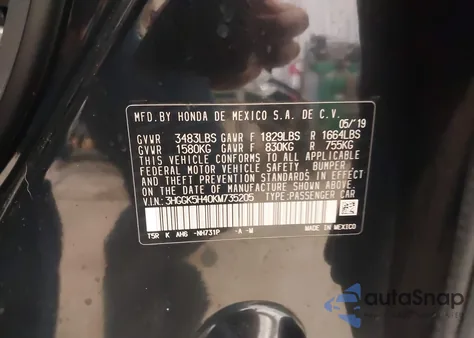 MFD.BY HONDA DE MEXICO S.A. DE C.V.
05/'19
GVWR 3483LBS GAWR F 1829LBS R 1664LBS
GVWR 1580KG GAWR F 830KG R 755KG
THIS VEHICLE CONFORMS TO ALL APPLICABLE
FEDERAL MOTOR VEHICLE SAFETY, BUMPER,
AND THEFT PREVENTION STANDARDS IN EFFECT
ON THE DATE OF MANUFACTURE SHOWN ABOVE.
V.I.N: 3HGGK5H40KM735205 TYPE:PASSENGER CAR
T5R K AH6 -NH731P -A -M MADE IN MEXICO
autoSnap